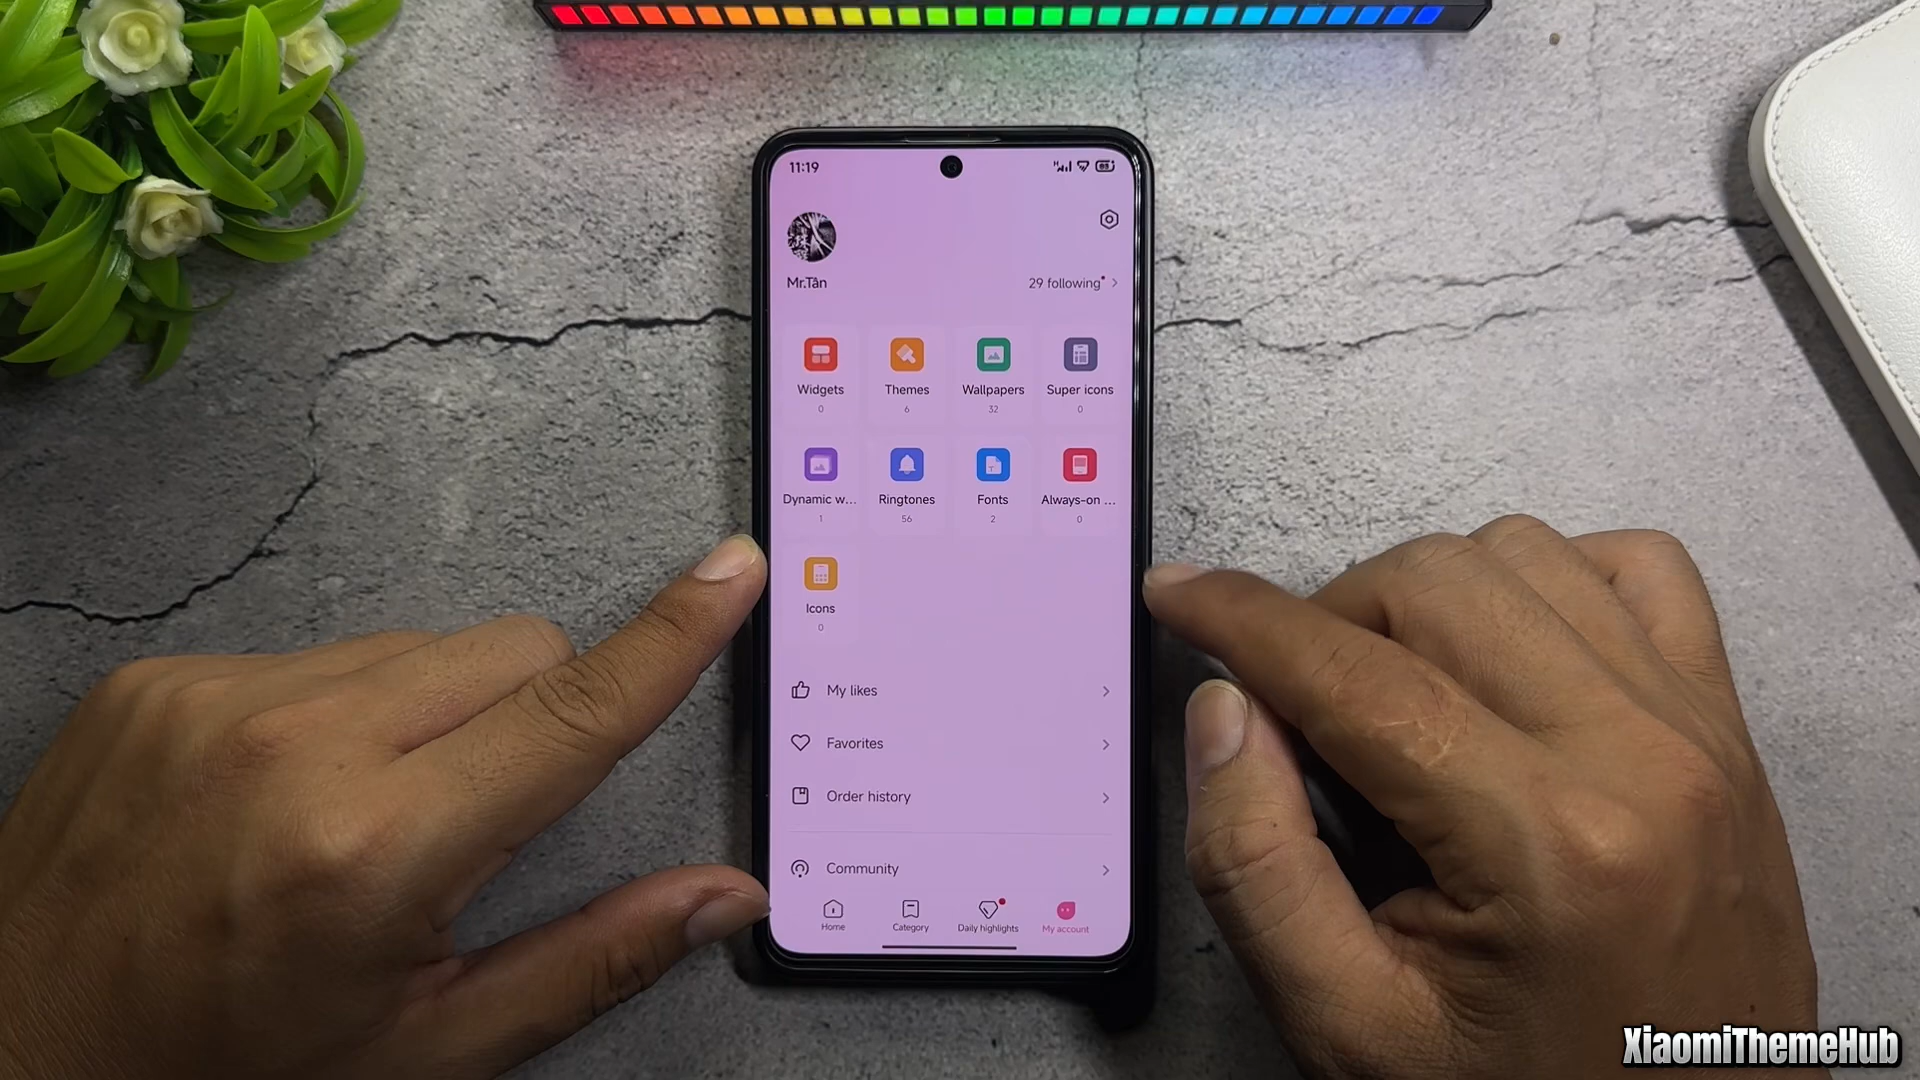 11:19
Mr.Tân
29 following
Widgets
0
Themes
6
Wallpapers
32
Super icons
0
Dynamic w...
1
Ringtones
56
Fonts
2
Always-on ...
0
Icons
0
My likes
Favorites
Order history
Community
Home
Category
Daily highlights
My account
XiaomiThemeHub